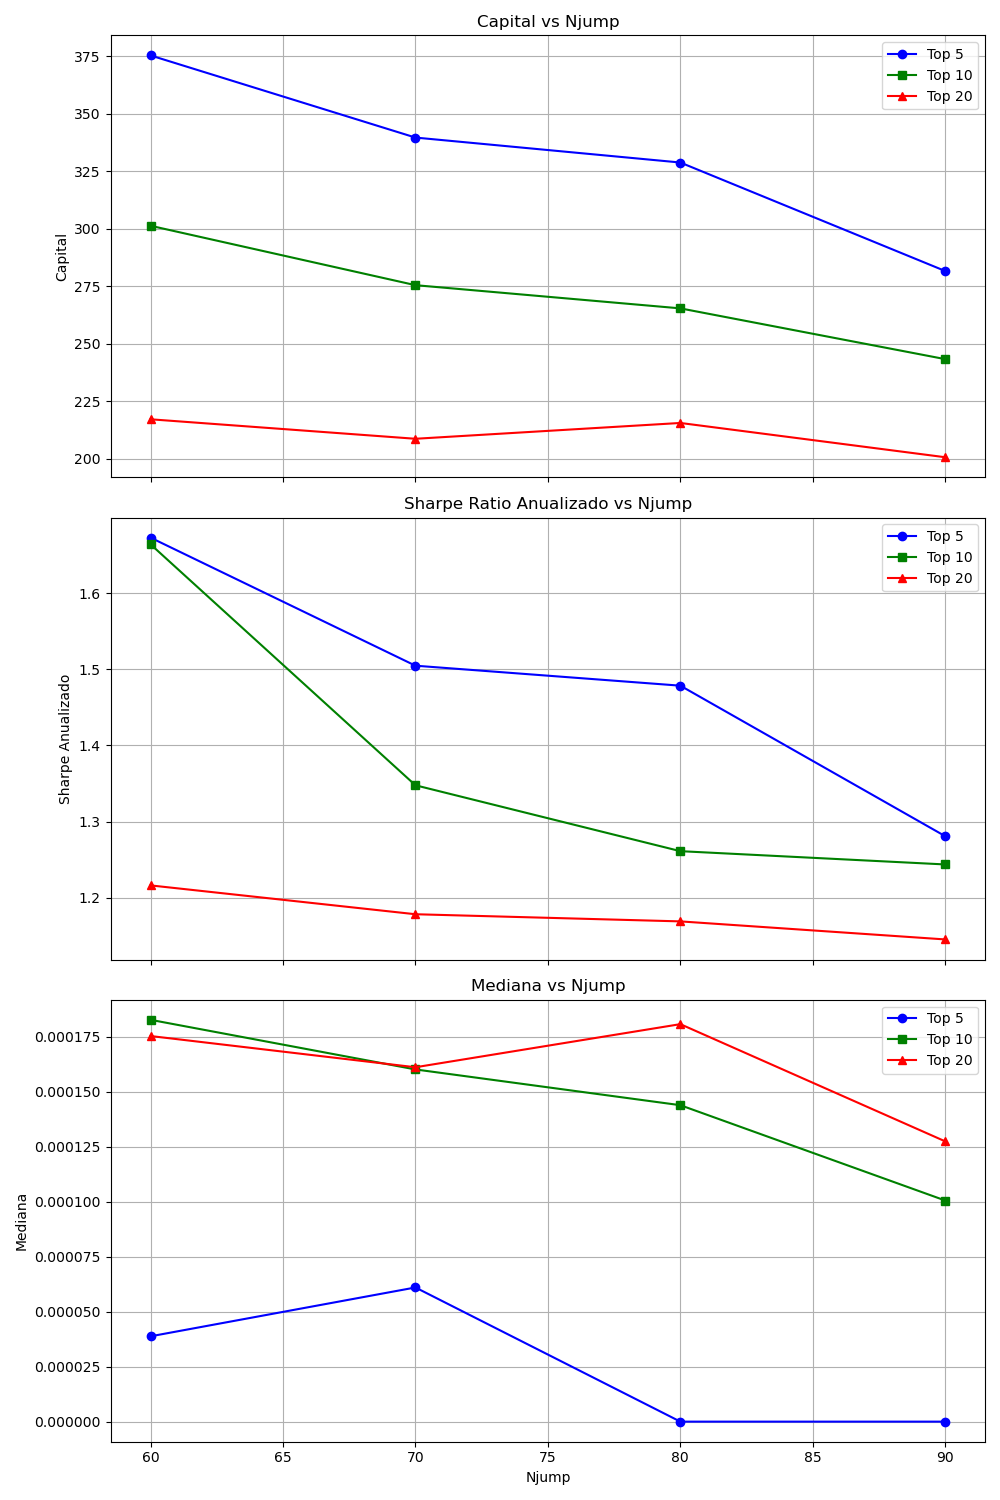 Capital vs Njump
375
350
325
300
275
250
225
200
Capital
Top 5
Top 10
Top 20
Sharpe Ratio Anualizado vs Njump
1.6
1.5
1.4
1.3
1.2
Sharpe Anualizado
Top 5
Top 10
Top 20
Mediana vs Njump
0.000175
0.000150
0.000125
0.000100
0.000075
0.000050
0.000025
0.000000
Mediana
Top 5
Top 10
Top 20
60 65 70 75 80 85 90
Njump